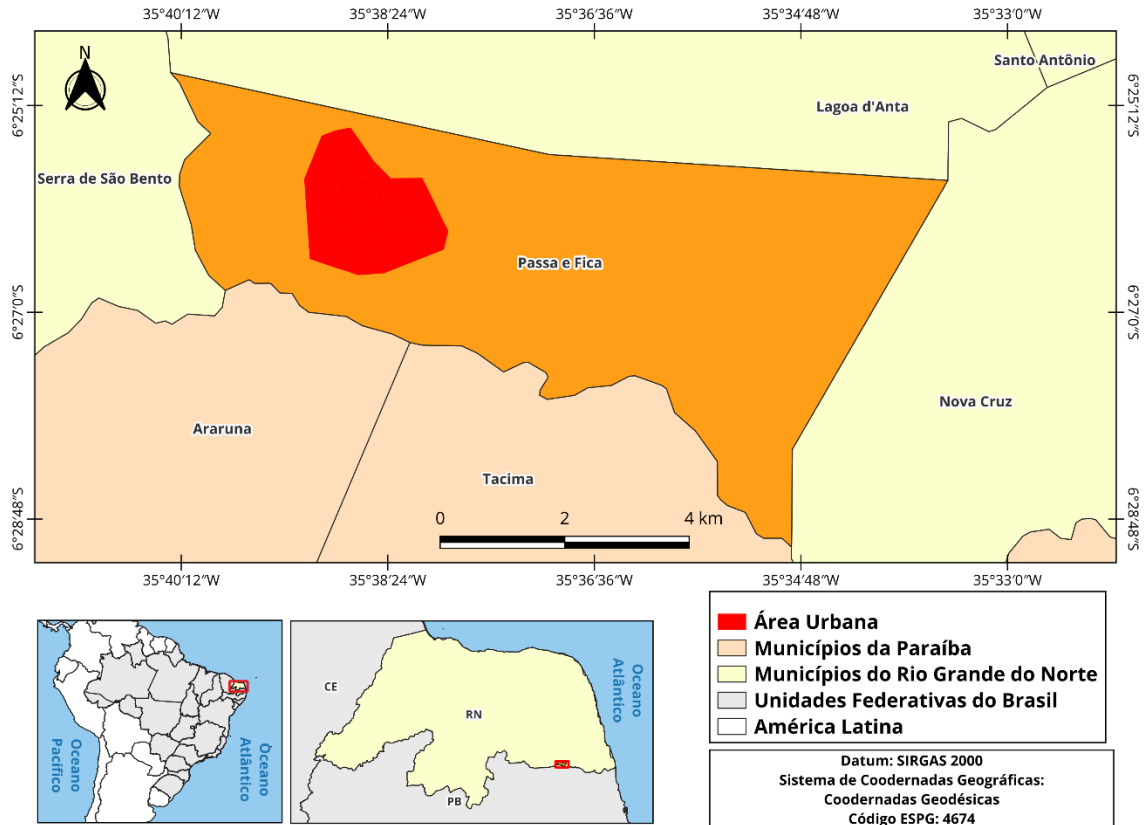 35°40′12″W 35°38′24″W 35°36′36″W 35°34′48″W 35°33′0″W
N
Santo Antônio
6°25′12″S
Lagoa d'Anta
6°25′12″S
Serra de São Bento
Passa e Fica
6°27′0″S
6°27′0″S
Nova Cruz
Araruna
Tacima
0 2 4 km
6°28′48″S
6°28′48″S
35°40′12″W 35°38′24″W 35°36′36″W 35°34′48″W 35°33′0″W
Oceano
Pacífico
Oceano
Atlântico
CE
RN
PB
Oceano
Atlântico
Área Urbana
Municípios da Paraíba
Municípios do Rio Grande do Norte
Unidades Federativas do Brasil
América Latina
Datum: SIRGAS 2000
Sistema de Coodernadas Geográficas:
Coodernadas Geodésicas
Código ESPG: 4674